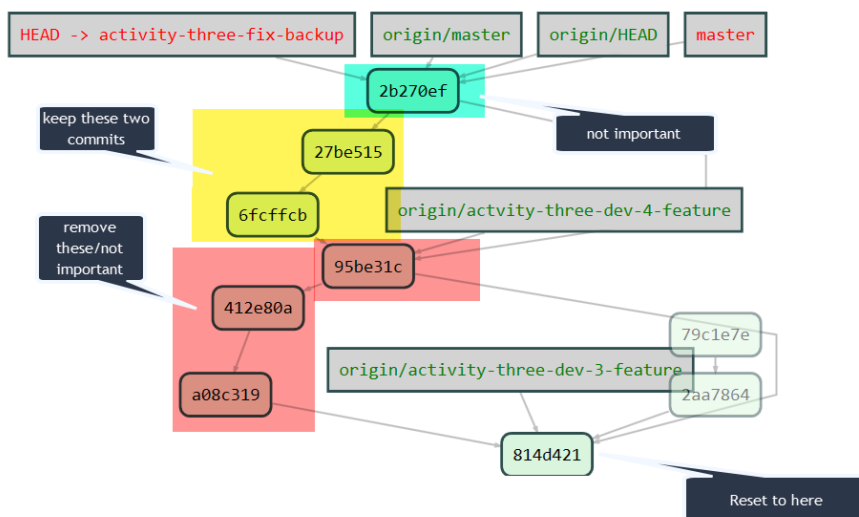 HEAD -> activity-three-fix-backup
origin/master
origin/HEAD
master
2b270ef
keep these two
commits
not important
27be515
6fcffcb
origin/actvity-three-dev-4-feature
remove
these/not
important
95be31c
412e80a
79c1e7e
origin/activity-three-dev-3-feature
a08c319
2aa7864
814d421
Reset to here